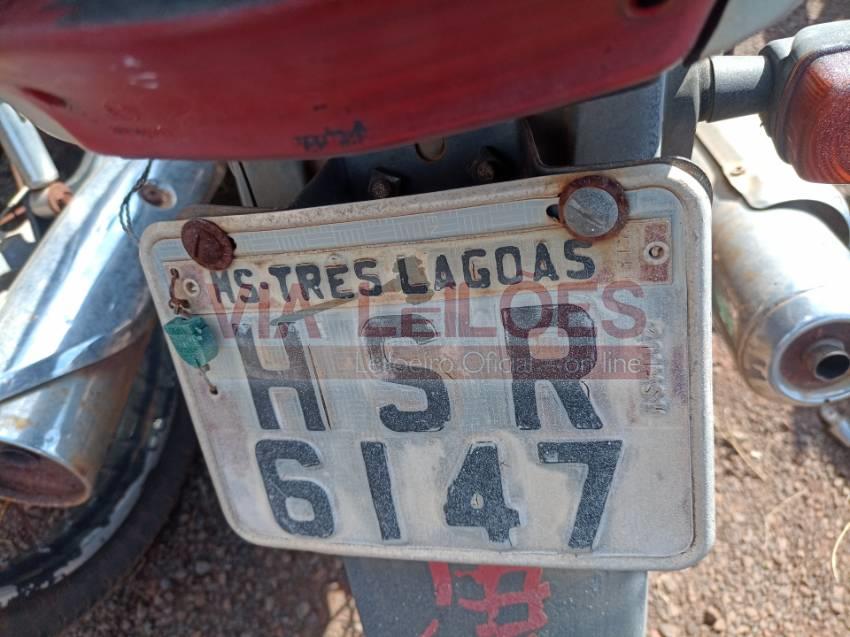 MS·TRES LAGOAS
VIA LEILÕES
Leiloeiro Oficial - on line
HSR
6147